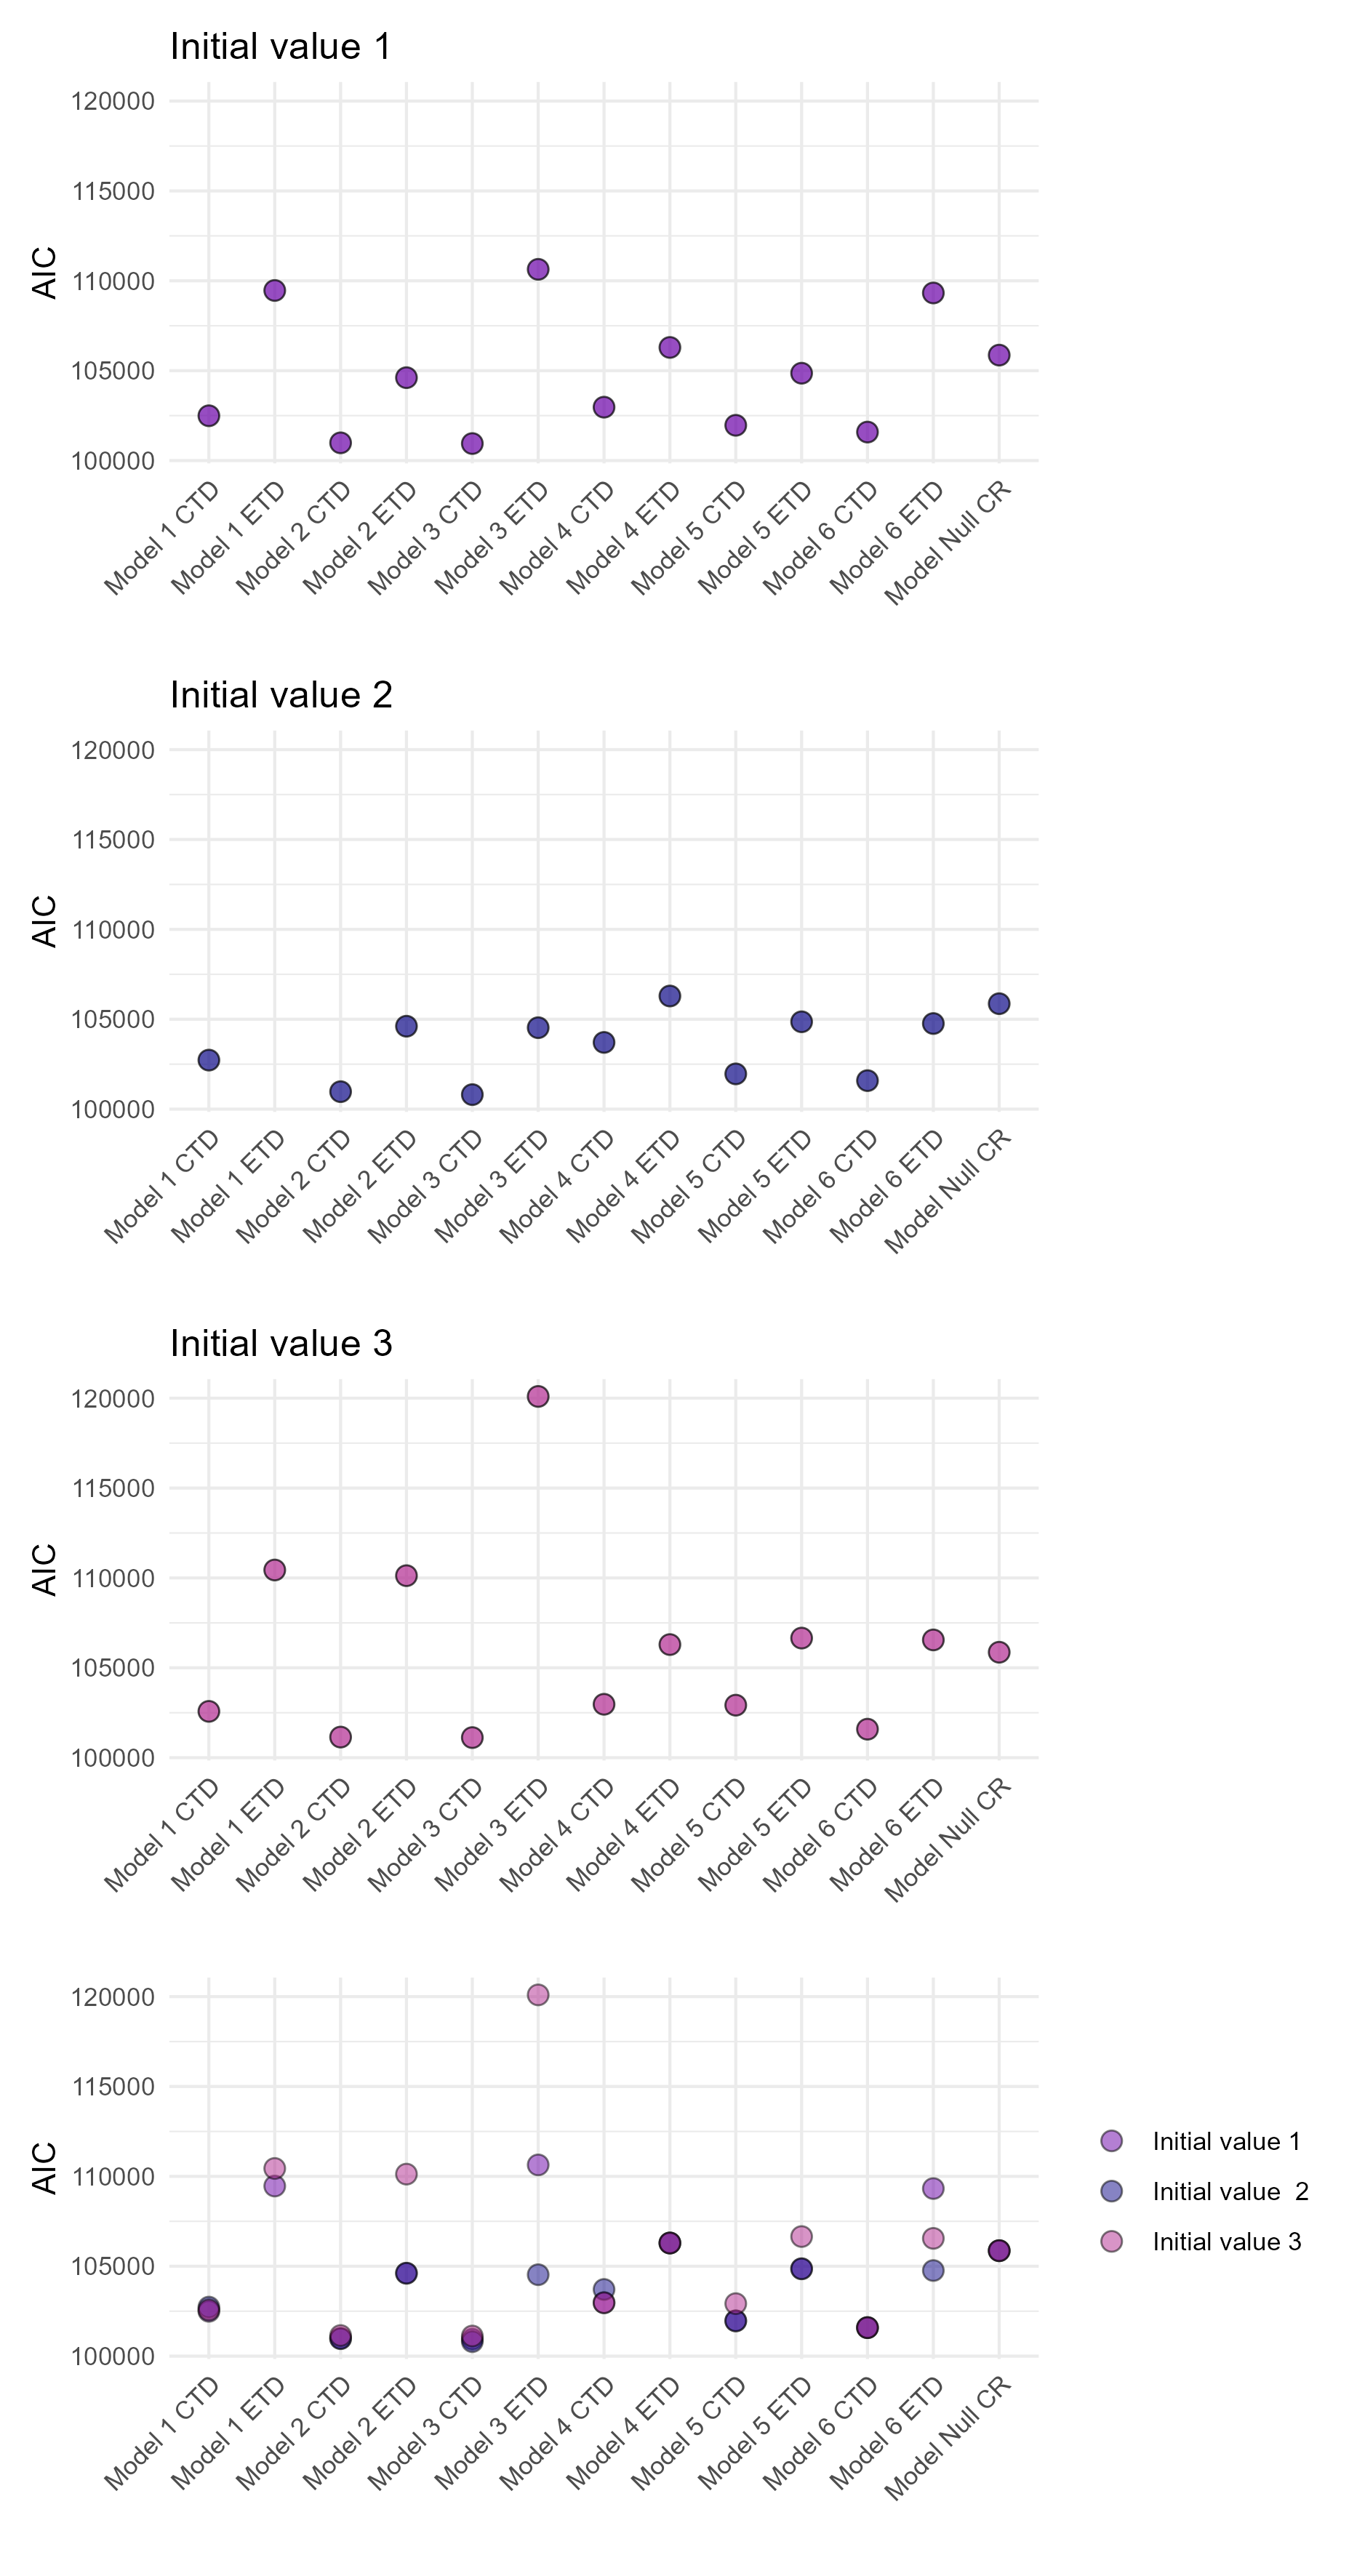 Initial value 1
120000
115000
110000
105000
100000
AIC
Model 1 CTD
Model 1 ETD
Model 2 CTD
Model 2 ETD
Model 3 CTD
Model 3 ETD
Model 4 CTD
Model 4 ETD
Model 5 CTD
Model 5 ETD
Model 6 CTD
Model 6 ETD
Model Null CR
Initial value 2
120000
115000
110000
105000
100000
AIC
Model 1 CTD
Model 1 ETD
Model 2 CTD
Model 2 ETD
Model 3 CTD
Model 3 ETD
Model 4 CTD
Model 4 ETD
Model 5 CTD
Model 5 ETD
Model 6 CTD
Model 6 ETD
Model Null CR
Initial value 3
120000
115000
110000
105000
100000
AIC
Model 1 CTD
Model 1 ETD
Model 2 CTD
Model 2 ETD
Model 3 CTD
Model 3 ETD
Model 4 CTD
Model 4 ETD
Model 5 CTD
Model 5 ETD
Model 6 CTD
Model 6 ETD
Model Null CR
120000
115000
110000
105000
100000
AIC
Model 1 CTD
Model 1 ETD
Model 2 CTD
Model 2 ETD
Model 3 CTD
Model 3 ETD
Model 4 CTD
Model 4 ETD
Model 5 CTD
Model 5 ETD
Model 6 CTD
Model 6 ETD
Model Null CR
Initial value 1
Initial value  2
Initial value 3